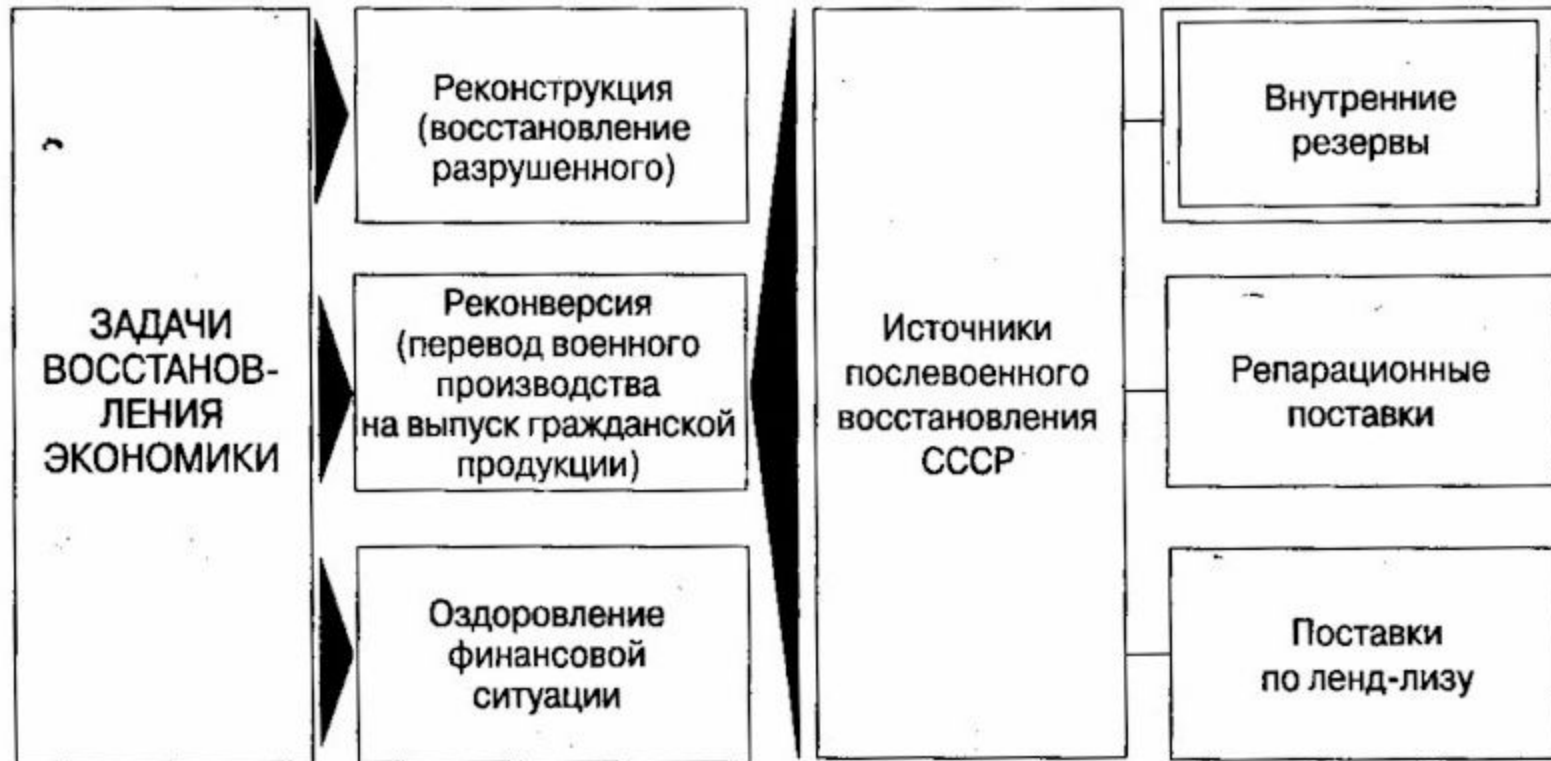 ЗАДАЧИ
ВОССТАНОВ-
ЛЕНИЯ
ЭКОНОМИКИ
Реконструкция
(восстановление
разрушенного)
Реконверсия
(перевод военного
производства
на выпуск гражданской
продукции)
Оздоровление
финансовой
ситуации
Источники
послевоенного
восстановления
СССР
Внутренние
резервы
Репарационные
поставки
Поставки
по ленд-лизу